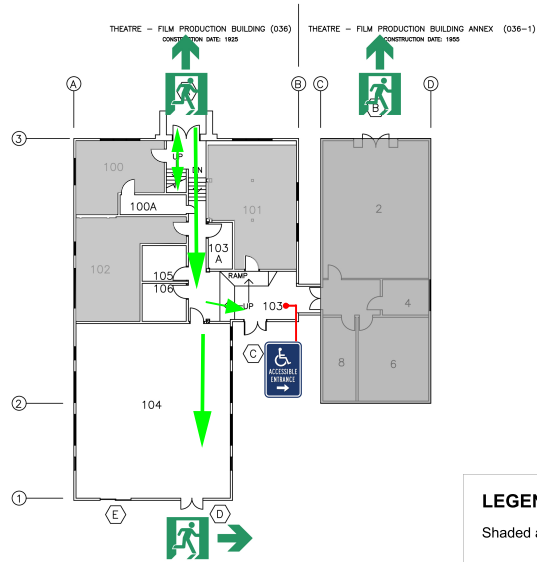 THEATRE – FILM PRODUCTION BUILDING (036)
CONSTRUCTION DATE: 1925
THEATRE – FILM PRODUCTION BUILDING ANNEX (036-1)
CONSTRUCTION DATE: 1955
A
B
C
D
B
3
UP
DN
100
100A
101
2
103
A
102
105
106
RAMP
UP
103
4
C
ACCESSIBLE
ENTRANCE
8
6
2
104
1
E
D
LEGEN
Shaded a